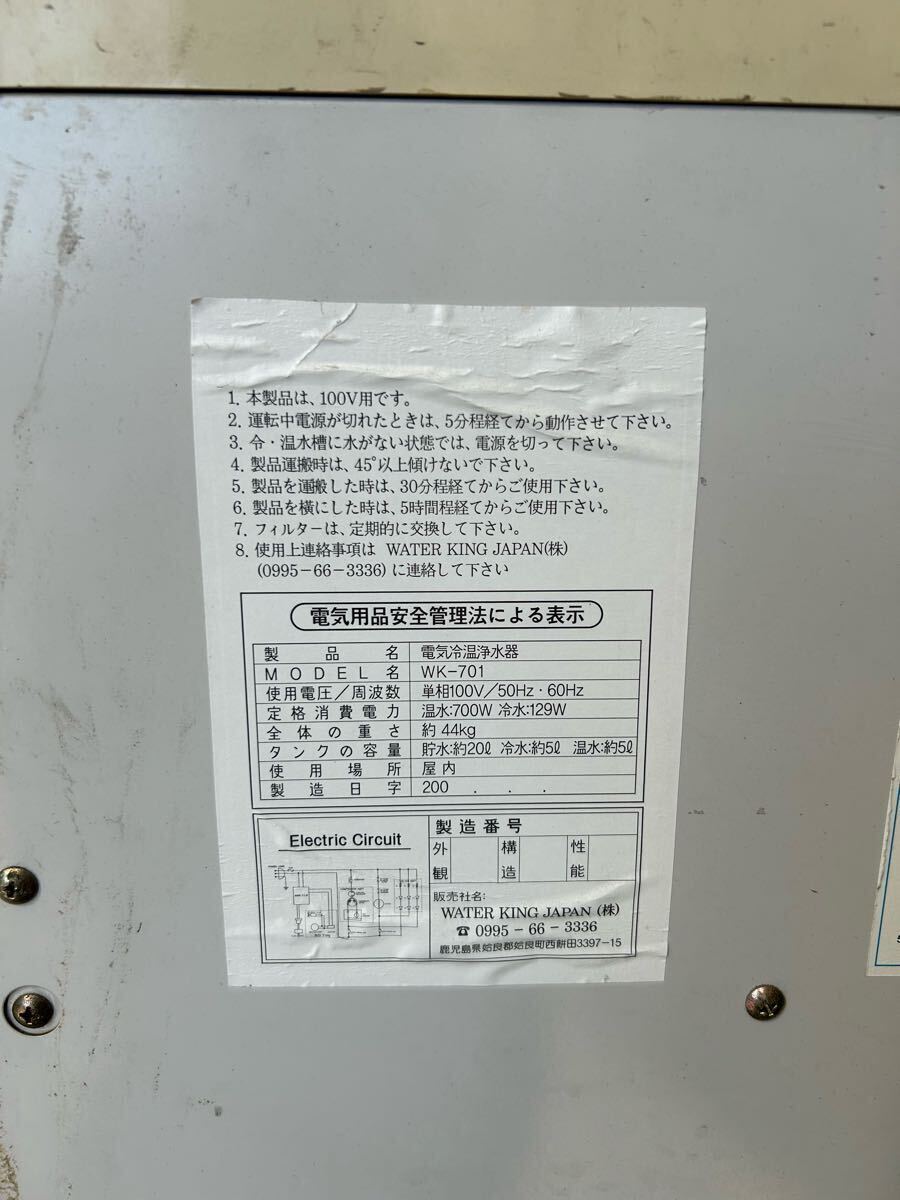 1. 本製品は、100V用です。
2. 運転中電源が切れたときは、5分程経てから動作させて下さい。
3. 令・温水槽に水がない状態では、電源を切って下さい。
4. 製品運搬時は、45°以上傾けないで下さい。
5. 製品を運搬した時は、30分程経てからご使用下さい。
6. 製品を横にした時は、5時間程経てからご使用下さい。
7. フィルターは、定期的に交換して下さい。
8. 使用上連絡事項は WATER KING JAPAN(株)
(0995-66-3336) に連絡して下さい
電気用品安全管理法による表示
製品名 電気冷温浄水器
MODEL名 WK-701
使用電圧/周波数 単相100V/50Hz・60Hz
定格消費電力 温水:700W 冷水:129W
全体の重さ 約 44kg
タンクの容量 貯水:約20ℓ 冷水:約5ℓ 温水:約5ℓ
使用場所 屋内
製造日字 200 . . .
Electric Circuit
製造番号
外観 構造 性能
販売社名:
WATER KING JAPAN (株)
☎ 0995-66-3336
鹿児島県姶良郡姶良町西餠田3397-15